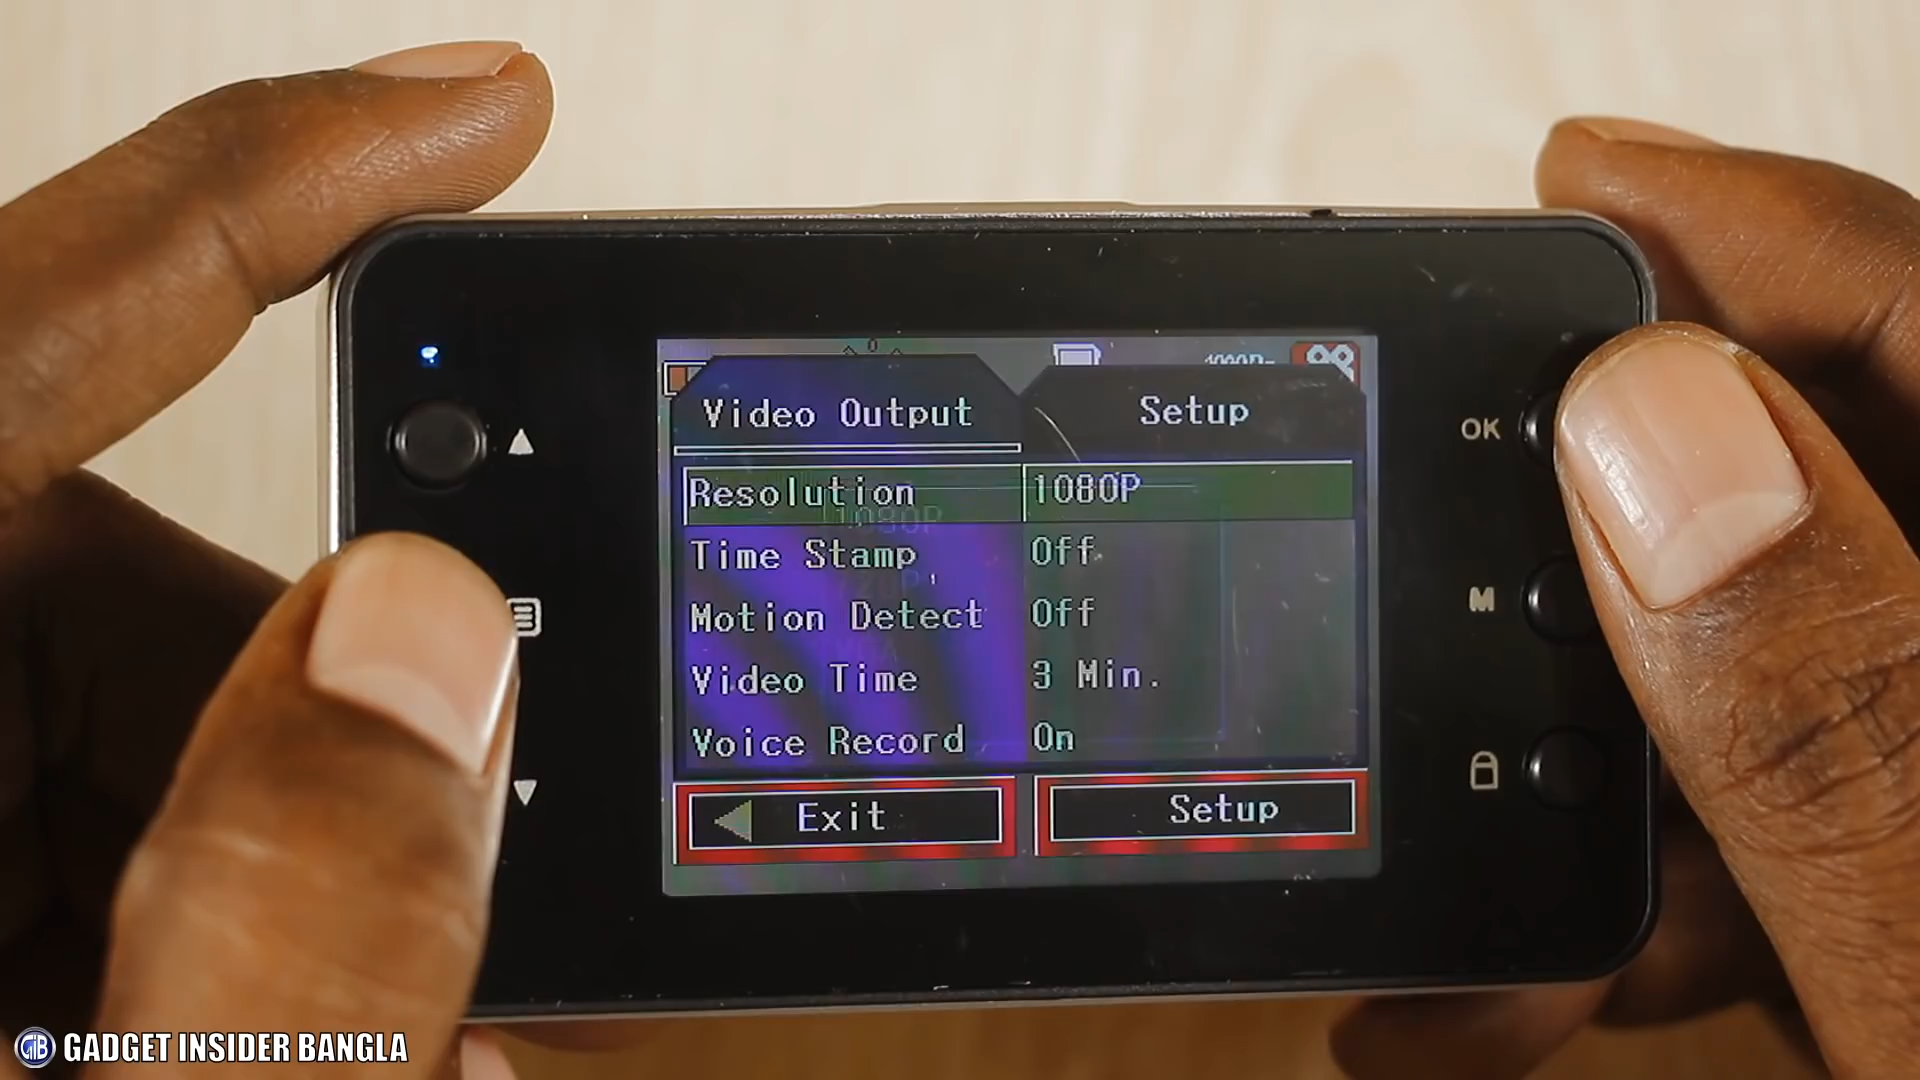 Video Output
Setup
Resolution 1080P
Time Stamp Off
Motion Detect Off
Video Time 3 Min.
Voice Record On
Exit
Setup
OK
M
GIB GADGET INSIDER BANGLA